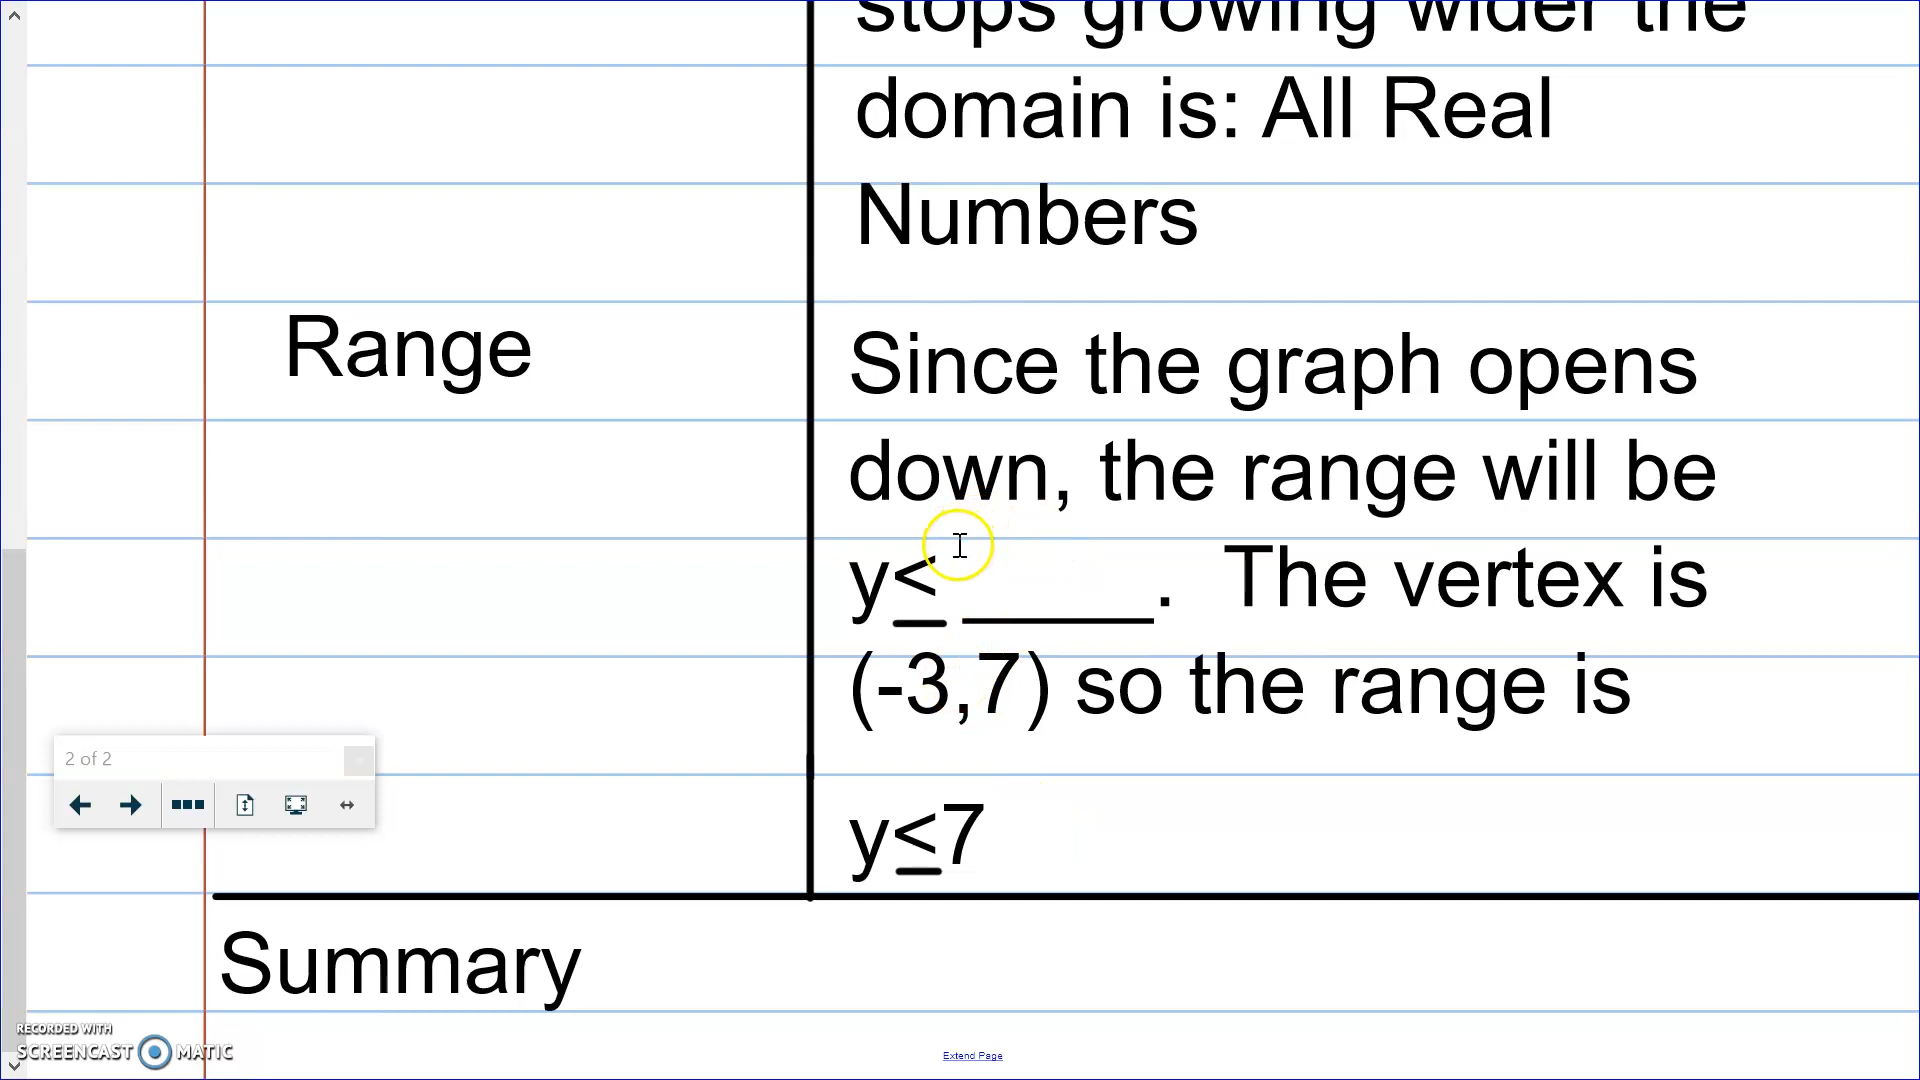 stops growing wider the
domain is: All Real
Numbers
Range
Since the graph opens
down, the range will be
y≤ _____. The vertex is
(-3,7) so the range is
y≤7
2 of 2
Summary
RECORDED WITH
SCREENCAST MATIC
Extend Page